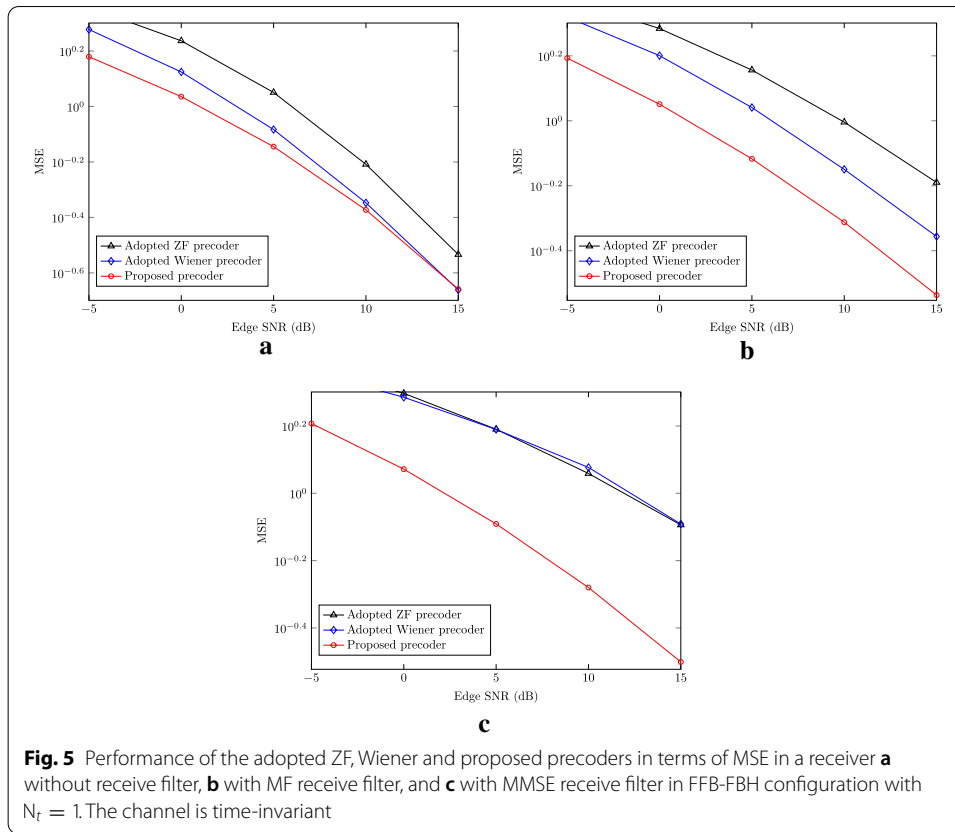 10^0.2
10^0
10^−0.2
10^−0.4
10^−0.6
MSE
Adopted ZF precoder
Adopted Wiener precoder
Proposed precoder
−5 0 5 10 15
Edge SNR (dB)
a
10^0.2
10^0
10^−0.2
10^−0.4
MSE
Adopted ZF precoder
Adopted Wiener precoder
Proposed precoder
−5 0 5 10 15
Edge SNR (dB)
b
10^0.2
10^0
10^−0.2
10^−0.4
MSE
Adopted ZF precoder
Adopted Wiener precoder
Proposed precoder
−5 0 5 10 15
Edge SNR (dB)
c
Fig. 5 Performance of the adopted ZF, Wiener and proposed precoders in terms of MSE in a receiver a
without receive filter, b with MF receive filter, and c with MMSE receive filter in FFB-FBH configuration with
N_t = 1. The channel is time-invariant